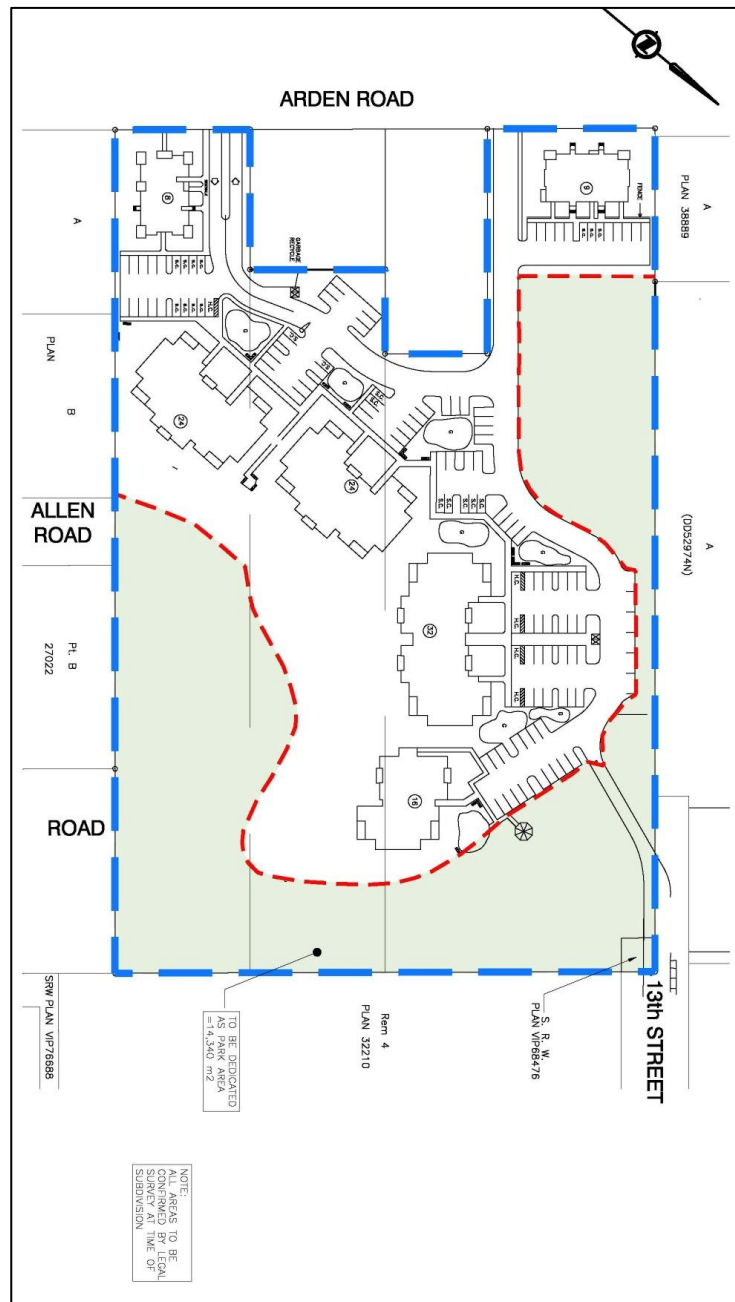 ARDEN ROAD
A
PLAN 38889
FENCE
9
8
A
GARBAGE
RECYCLE
S.C.
S.C.
S.C.
S.C.
S.C.
S.C.
S.C.
S.C.
S.C.
S.C.
S.C.
H.C.
G
S.C.
S.C.
G
S.C.
S.C.
PLAN
B
24
24
G
S.C.
S.C.
S.C.
S.C.
S.C.
G
G
A
(DD52974N)
ALLEN
ROAD
H.C.
H.C.
H.C.
H.C.
32
Pt. B
27022
G
G
16
G
ROAD
13th STREET
S. R. W.
PLAN VIP68476
Rem 4
PLAN 32210
TO BE DEDICATED
AS PARK AREA
=14,340 m2
SRW PLAN VIP76688
NOTE:
ALL AREAS TO BE
CONFIRMED BY LEGAL
SURVEY AT TIME OF
SUBDIVISION